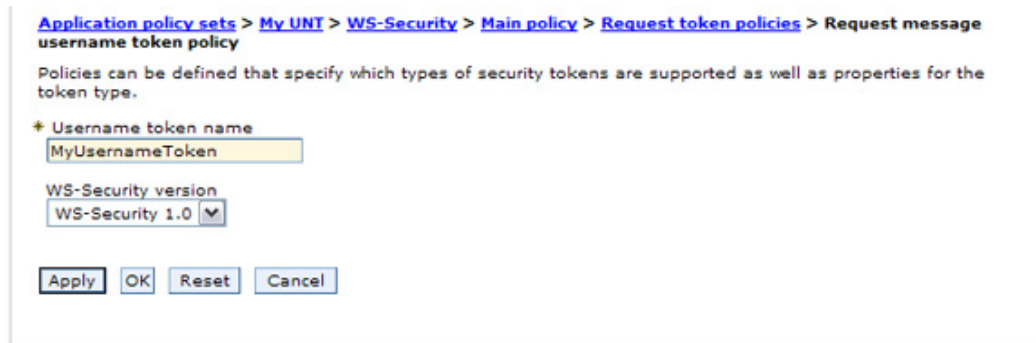 Application policy sets > My UNT > WS-Security > Main policy > Request token policies > Request message
username token policy
Policies can be defined that specify which types of security tokens are supported as well as properties for the
token type.
* Username token name
MyUsernameToken
WS-Security version
WS-Security 1.0
Apply OK Reset Cancel